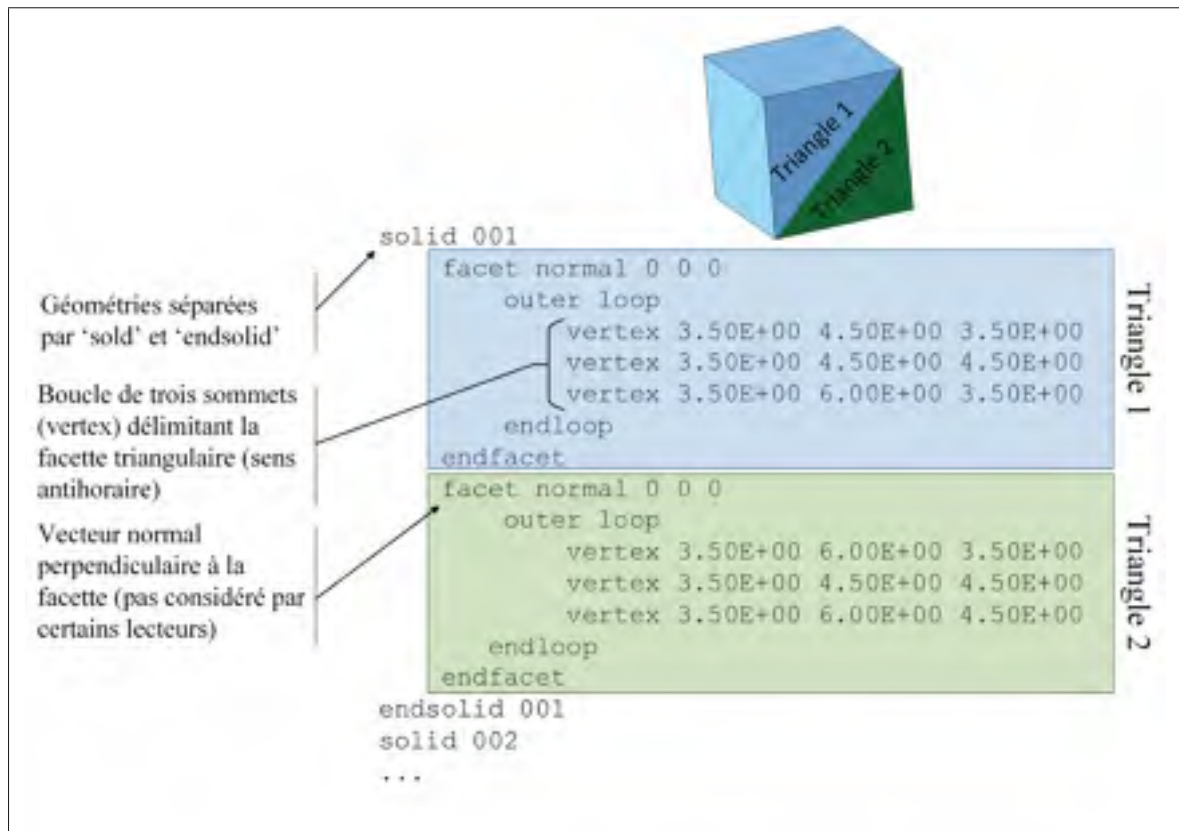 Triangle 1
Triangle 2
solid 001
facet normal 0 0 0
outer loop
vertex 3.50E+00 4.50E+00 3.50E+00
vertex 3.50E+00 4.50E+00 4.50E+00
vertex 3.50E+00 6.00E+00 3.50E+00
endloop
endfacet
facet normal 0 0 0
outer loop
vertex 3.50E+00 6.00E+00 3.50E+00
vertex 3.50E+00 4.50E+00 4.50E+00
vertex 3.50E+00 6.00E+00 4.50E+00
endloop
endfacet
endsolid 001
solid 002
...
Géométries séparées
par ‘sold’ et ‘endsolid’
Boucle de trois sommets
(vertex) délimitant la
facette triangulaire (sens
antihoraire)
Vecteur normal
perpendiculaire à la
facette (pas considéré par
certains lecteurs)
Triangle 1
Triangle 2